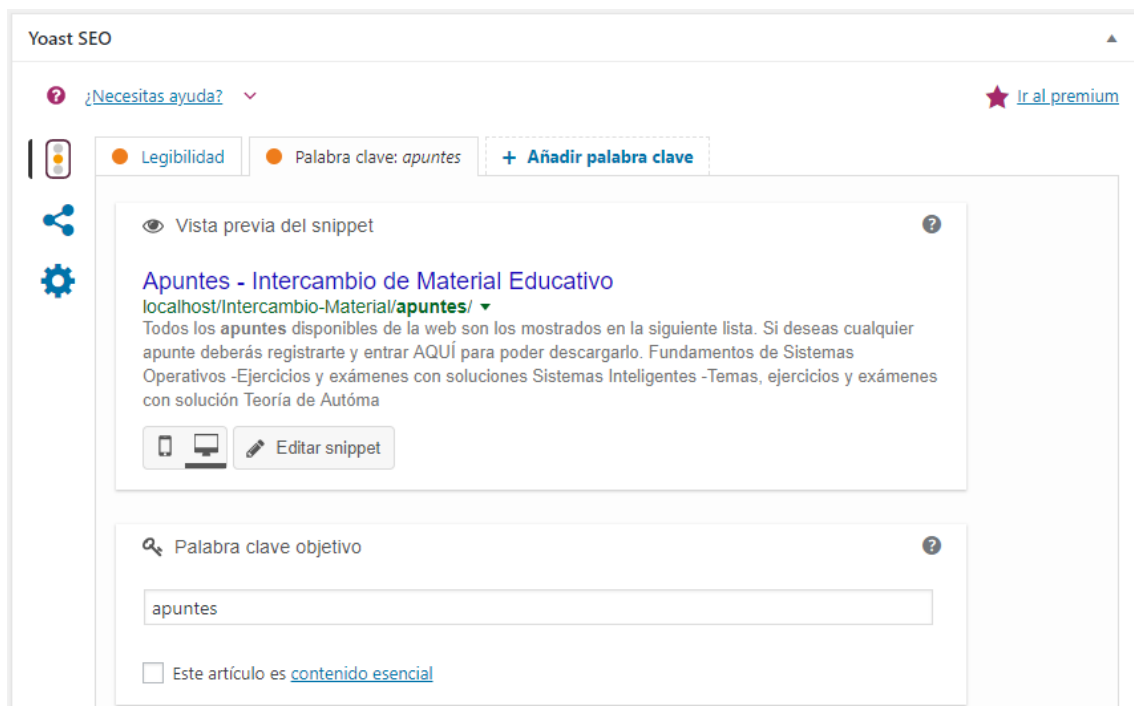 Yoast SEO
¿Necesitas ayuda?
Ir al premium
Legibilidad
Palabra clave: apuntes
+ Añadir palabra clave
Vista previa del snippet
Apuntes - Intercambio de Material Educativo
localhost/Intercambio-Material/apuntes/
Todos los apuntes disponibles de la web son los mostrados en la siguiente lista. Si deseas cualquier
apunte deberás registrarte y entrar AQUÍ para poder descargarlo. Fundamentos de Sistemas
Operativos -Ejercicios y exámenes con soluciones Sistemas Inteligentes -Temas, ejercicios y exámenes
con solución Teoría de Autóma
Editar snippet
Palabra clave objetivo
apuntes
Este artículo es contenido esencial